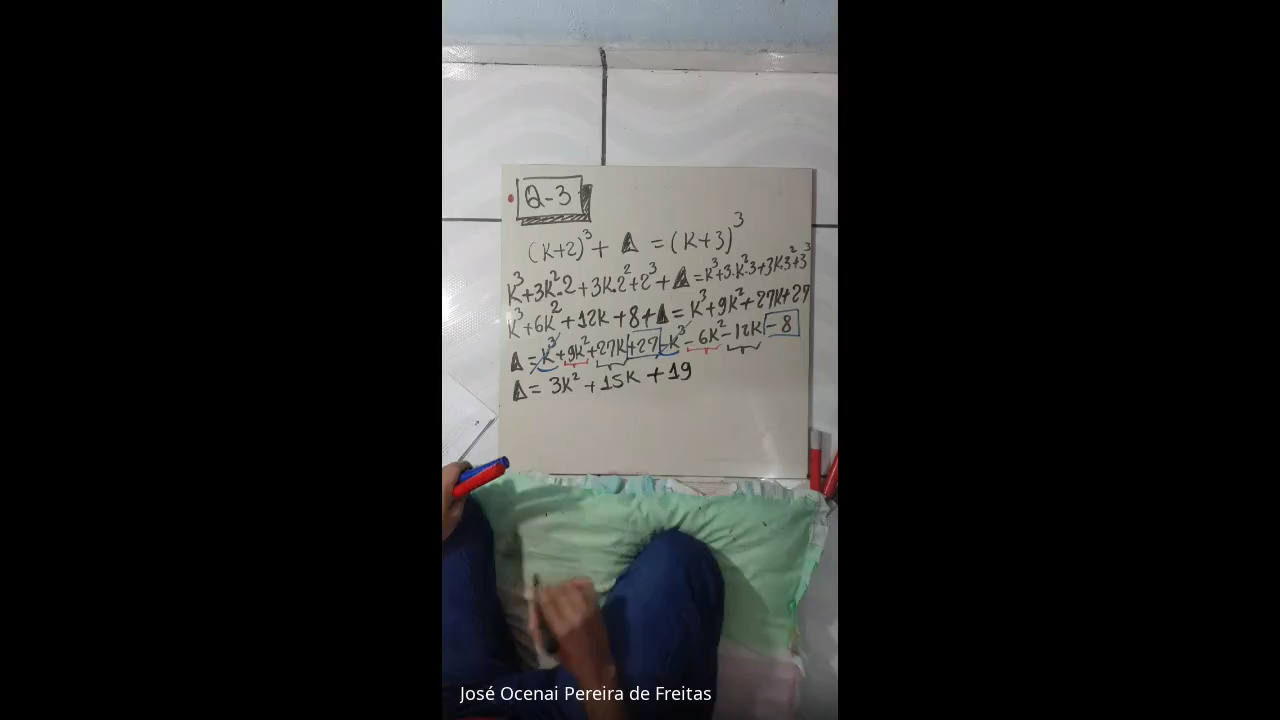 Q-3
(K+2)³ + Δ = (K+3)³
K³+3K².2+3K.2²+2³+Δ=K³+3.K².3+3K.3²+3³
K³+6K²+12K+8+Δ=K³+9K²+27K+27
Δ=K³+9K²+27K+27-K³-6K²-12K-8
Δ= 3K²+15K+19
José Ocenai Pereira de Freitas